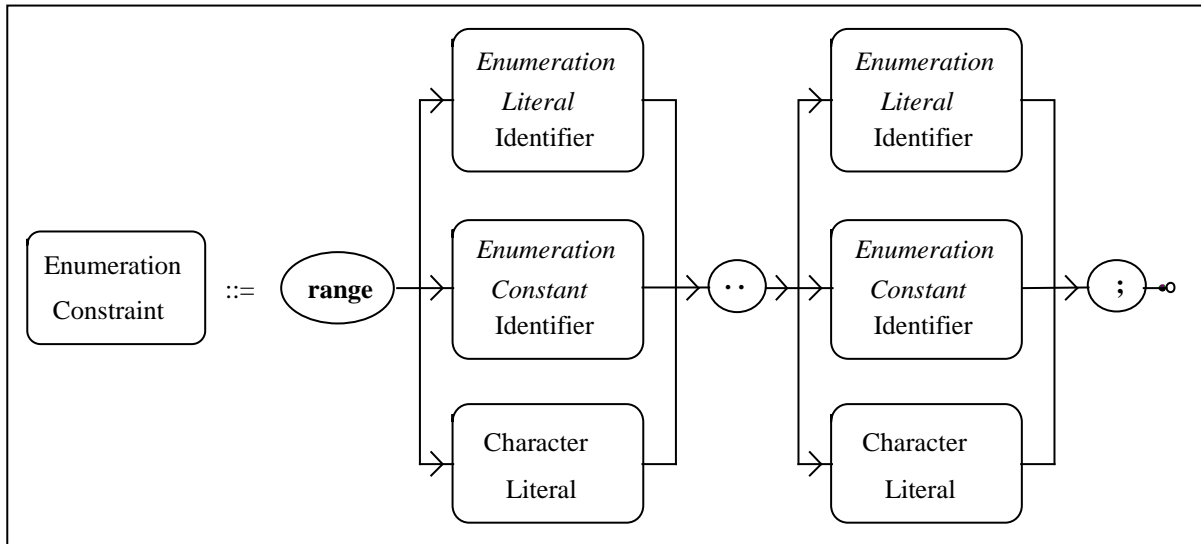 Enumeration
Constraint
::=
range
Enumeration
Literal
Identifier
Enumeration
Constant
Identifier
Character
Literal
..
Enumeration
Literal
Identifier
Enumeration
Constant
Identifier
Character
Literal
;